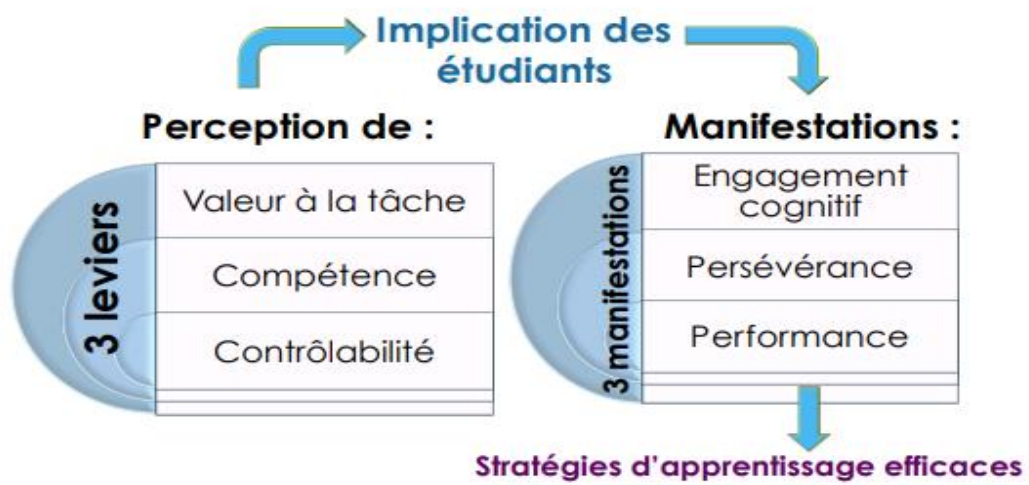 Implication des
étudiants
Perception de :
3 leviers
Valeur à la tâche
Compétence
Contrôlabilité
Manifestations :
3 manifestations
Engagement
cognitif
Persévérance
Performance
Stratégies d'apprentissage efficaces